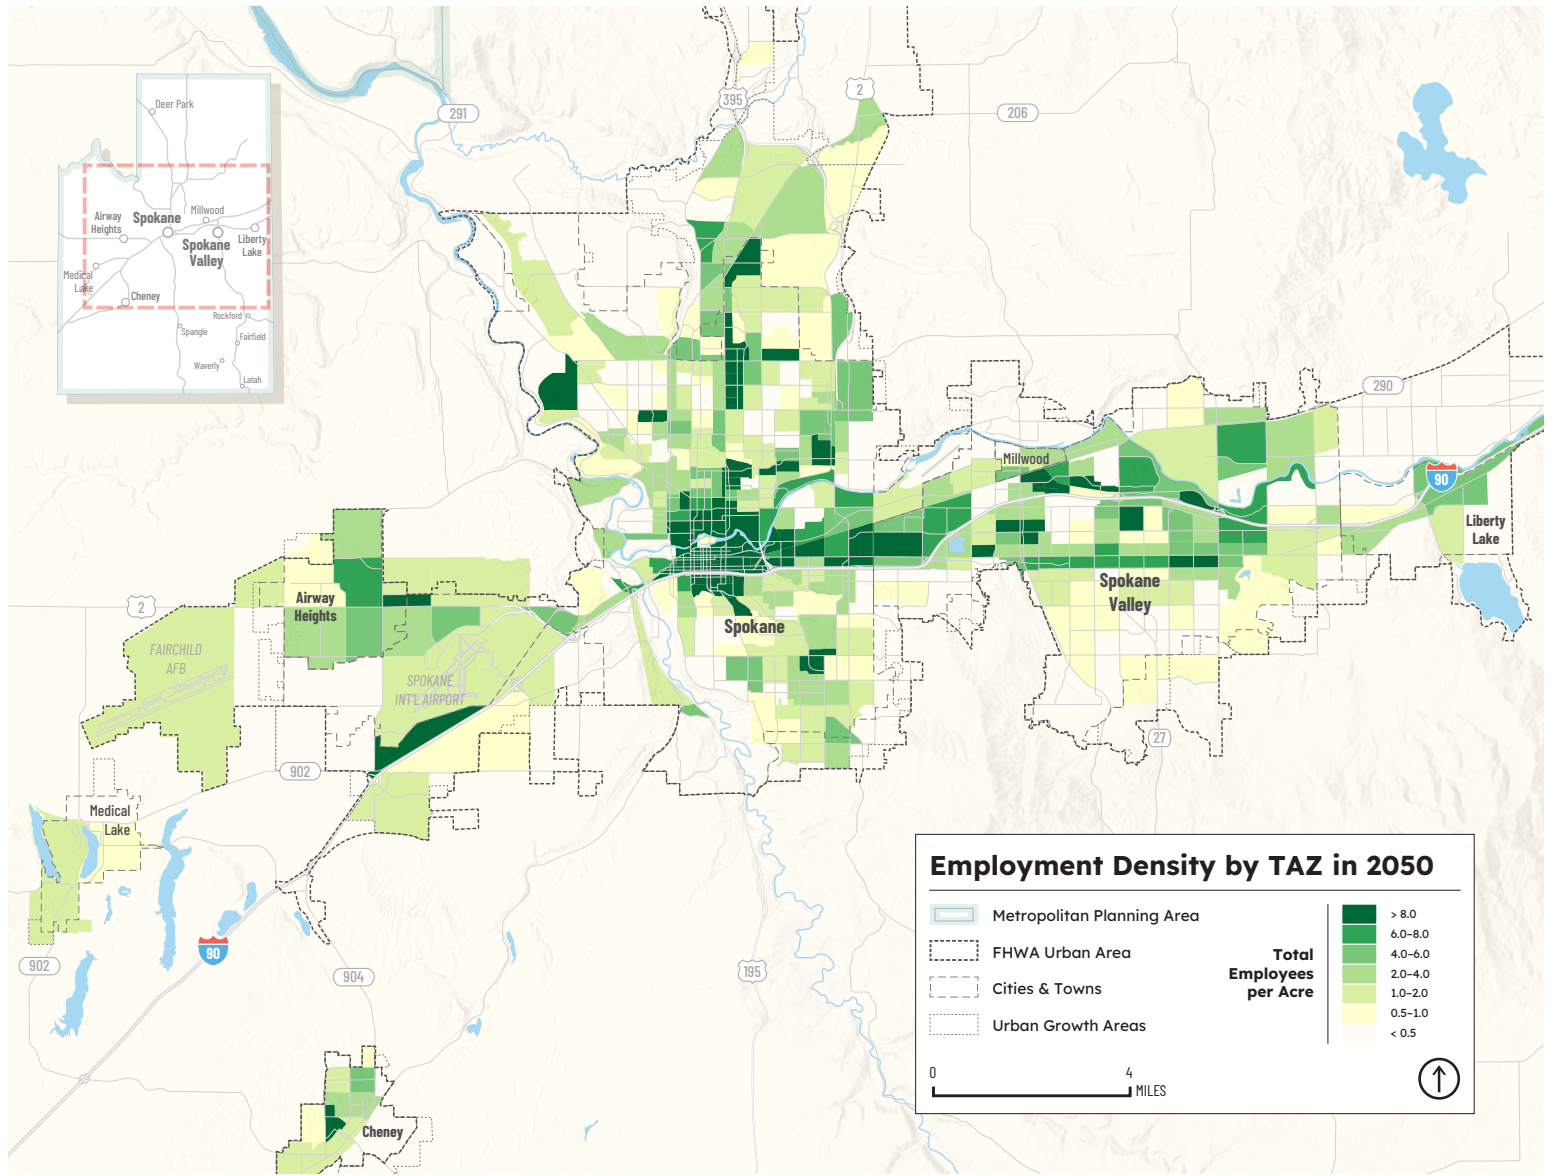 395
2
291
206
Deer Park
Spokane
Millwood
Airway
Heights
Spokane
Valley
Liberty
Lake
Medical
Lake
Cheney
Rockford
Spangle
Fairfield
Waverly
Latah
290
Millwood
90
Liberty
Lake
Spokane
Valley
2
Airway
Heights
Spokane
FAIRCHILD
AFB
SPOKANE
INT'L AIRPORT
27
902
Medical
Lake
90
902
904
195
Cheney
Employment Density by TAZ in 2050
Metropolitan Planning Area
FHWA Urban Area
Cities & Towns
Urban Growth Areas
Total
Employees
per Acre
> 8.0
6.0–8.0
4.0–6.0
2.0–4.0
1.0–2.0
0.5–1.0
< 0.5
0 4
MILES